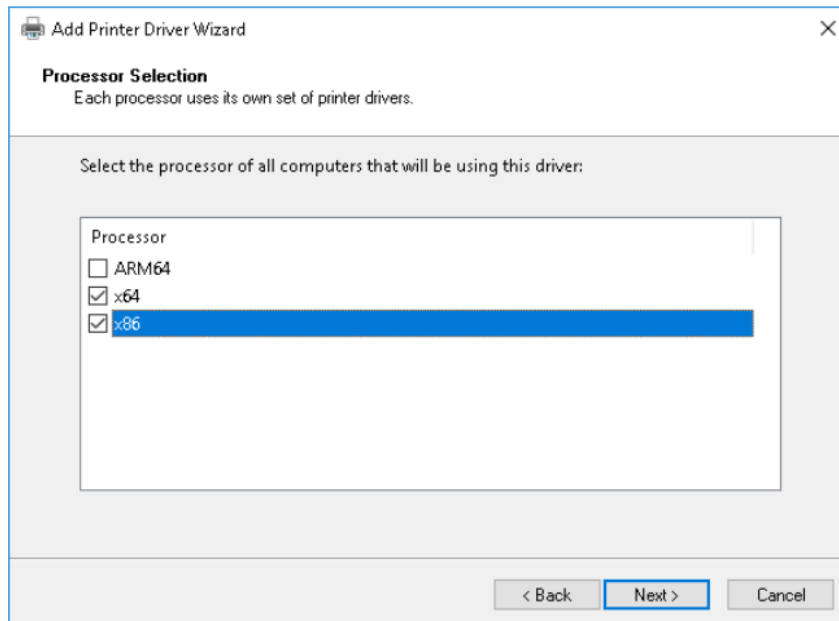 Add Printer Driver Wizard
Processor Selection
Each processor uses its own set of printer drivers.
Select the processor of all computers that will be using this driver:
Processor
ARM64
x64
x86
< Back
Next >
Cancel